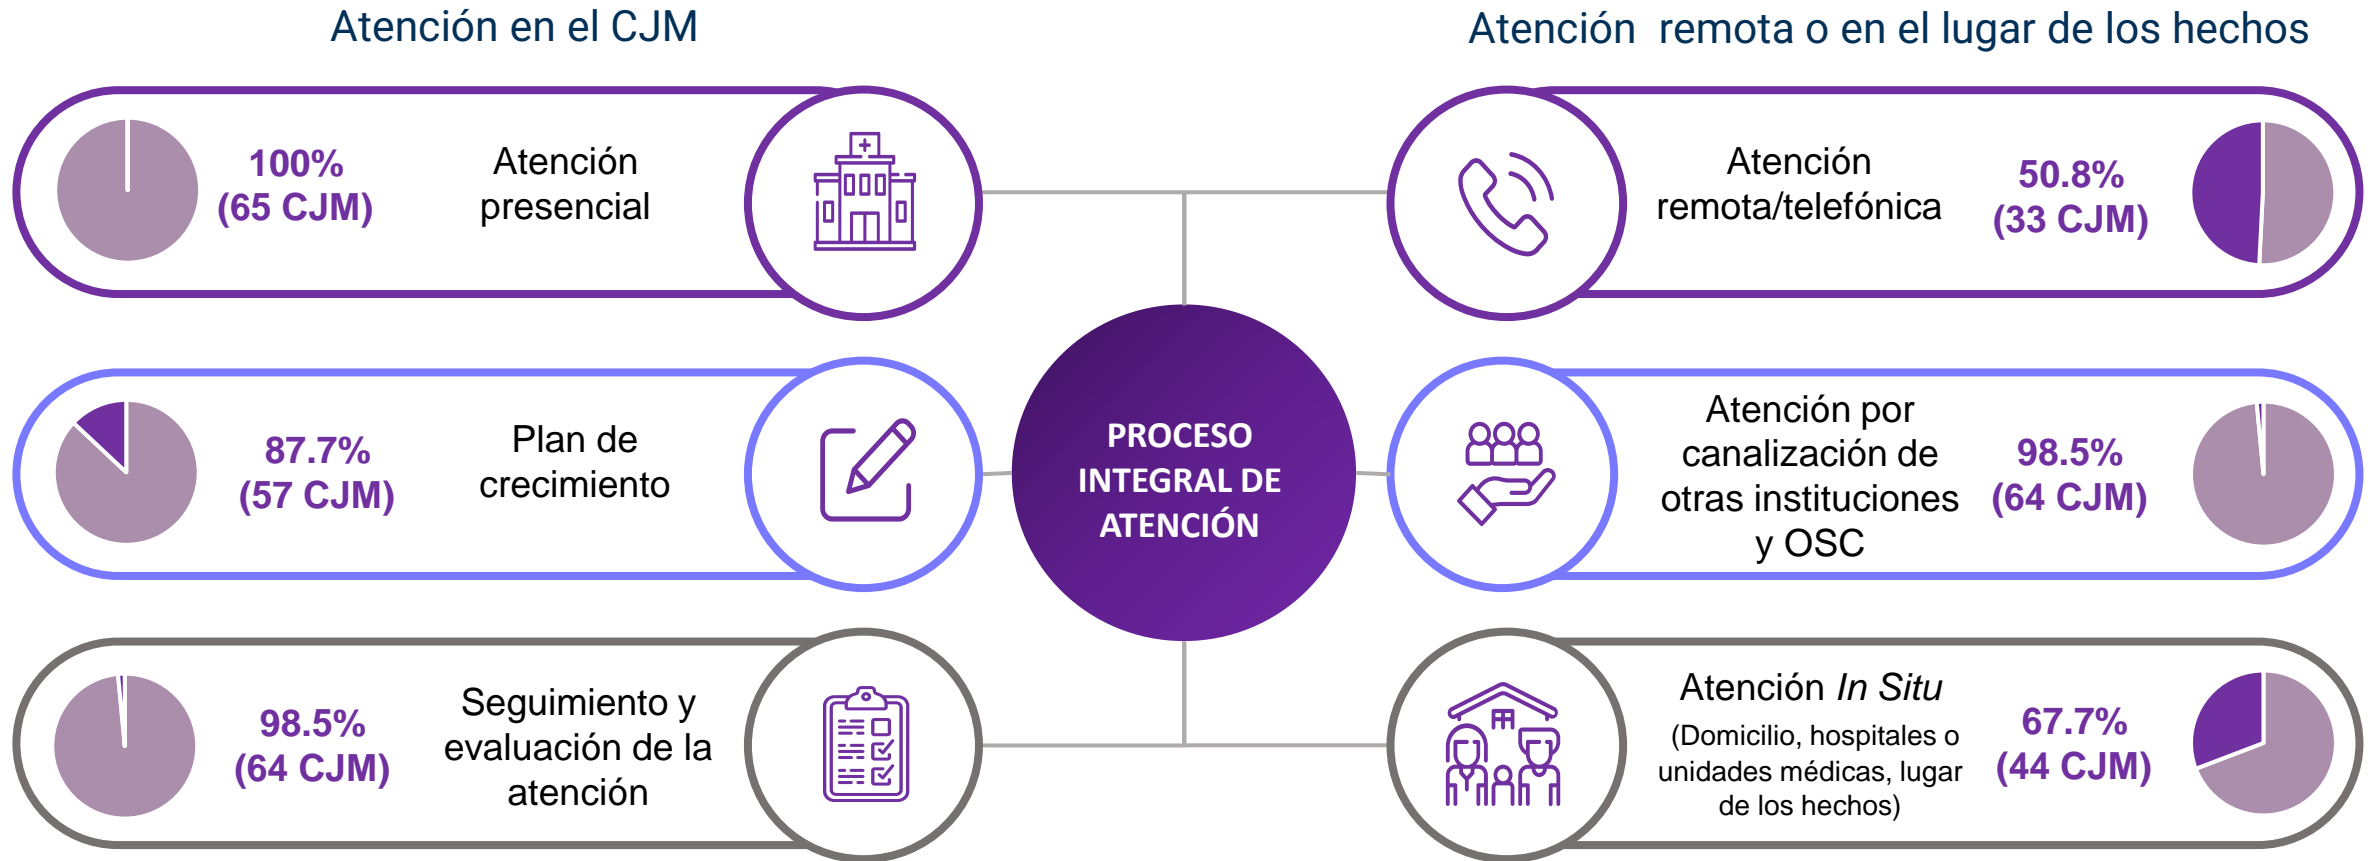 Atención en el CJM
100%
(65 CJM)
Atención
presencial
87.7%
(57 CJM)
Plan de
crecimiento
98.5%
(64 CJM)
Seguimiento y
evaluación de la
atención
PROCESO
INTEGRAL DE
ATENCIÓN
Atención remota o en el lugar de los hechos
Atención
remota/telefónica
50.8%
(33 CJM)
Atención por
canalización de
otras instituciones
y OSC
98.5%
(64 CJM)
Atención In Situ
(Domicilio, hospitales o
unidades médicas, lugar
de los hechos)
67.7%
(44 CJM)